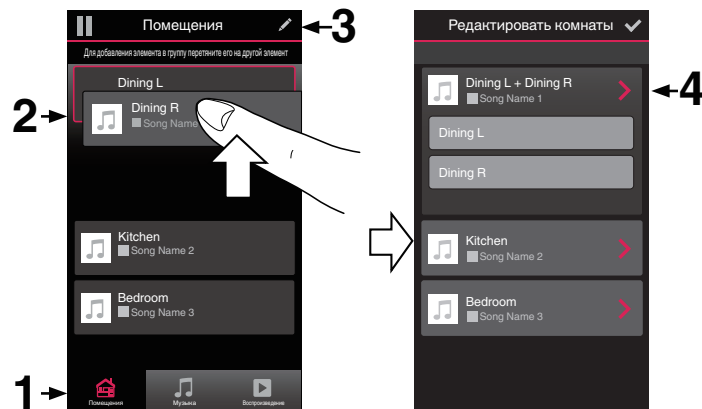 Помещения
3
Для добавления элемента в группу перетяните его на другой элемент
2
Dining L
Dining R
Song Name
Kitchen
Song Name 2
Bedroom
Song Name 3
1
Помещения
Музыка
Воспроизведение
Редактировать комнаты
4
Dining L + Dining R
Song Name 1
Dining L
Dining R
Kitchen
Song Name 2
Bedroom
Song Name 3